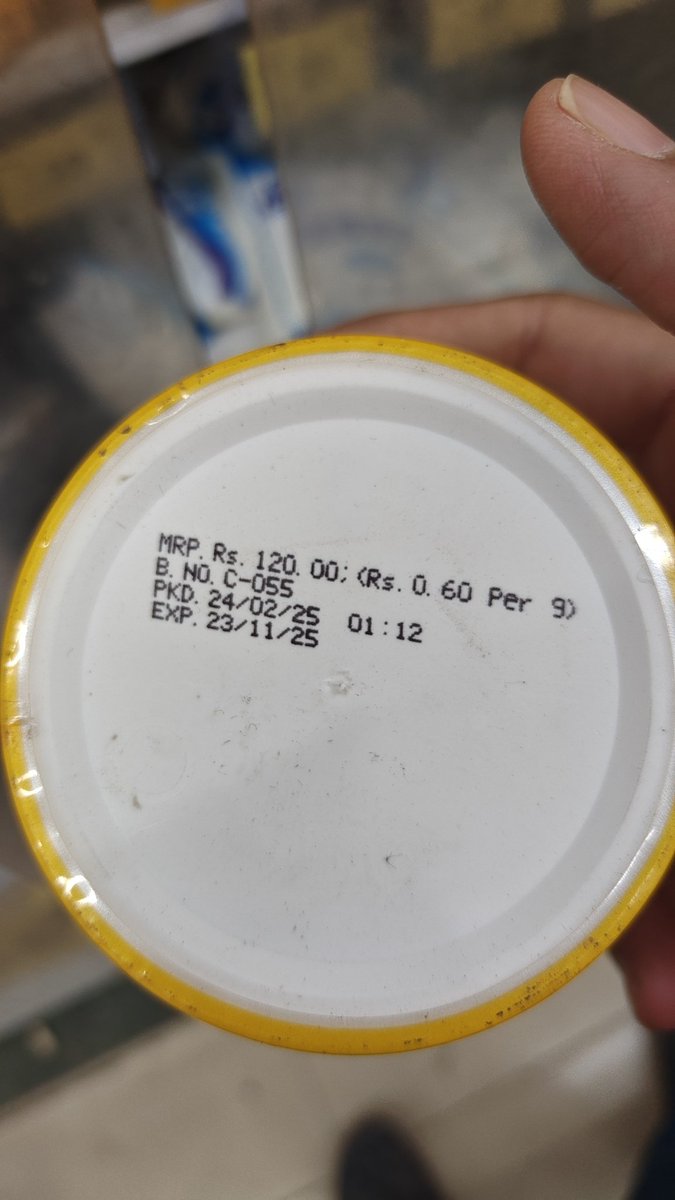 MRP. Rs. 120. 00; (Rs. 0. 60 Per g)
B. NO. C-055
PKD. 24/02/25 01:12
EXP. 23/11/25